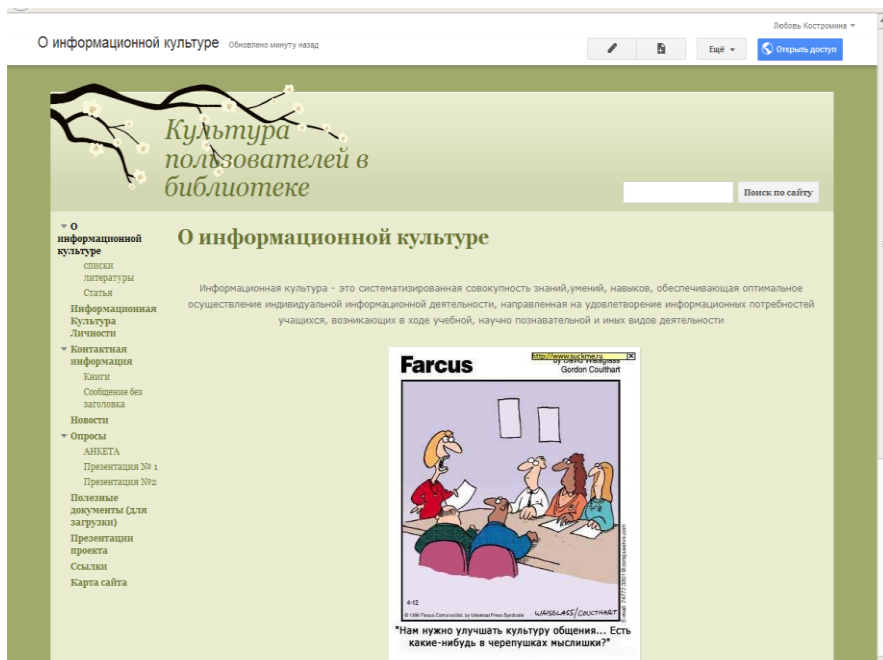 Любовь Костромина
О информационной культуре Обновлено минуту назад
Ещё
Открыть доступ
Культура
пользователей в
библиотеке
Поиск по сайту
О
информационной
культуре
списки
литературы
Статья
Информационная
Культура
Личности
Контактная
информация
Книги
Сообщение без
заголовка
Новости
Опросы
АНКЕТА
Презентация № 1
Презентация №2
Полезные
документы (для
загрузки)
Презентации
проекта
Ссылки
Карта сайта
О информационной культуре
Информационная культура - это систематизированная совокупность знаний,умений, навыков, обеспечивающая оптимальное
осуществление индивидуальной информационной деятельности, направленная на удовлетворение информационных потребностей
учащихся, возникающих в ходе учебной, научно познавательной и иных видов деятельности
Farcus
http://www.suckme.ru
by David Waisglass
Gordon Coulthart
4-12
WAISGLASS/COULTHART
"Нам нужно улучшать культуру общения... Есть
какие-нибудь в черепушках мыслишки?"